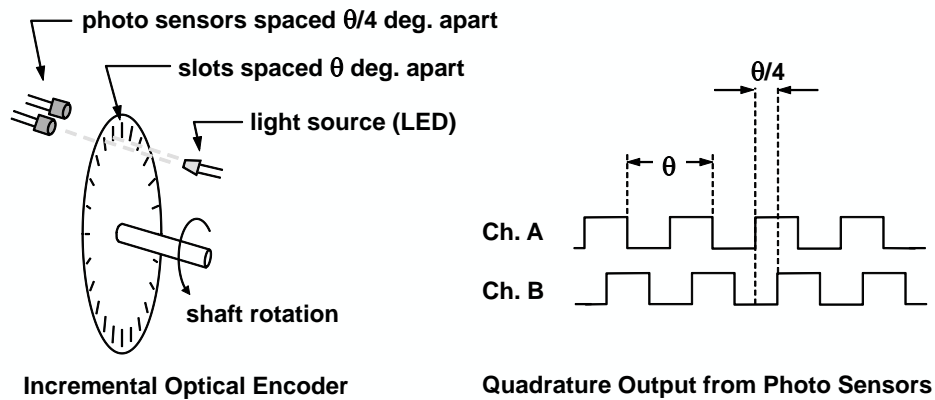 photo sensors spaced θ/4 deg. apart
slots spaced θ deg. apart
light source (LED)
shaft rotation
Incremental Optical Encoder
θ/4
θ
Ch. A
Ch. B
Quadrature Output from Photo Sensors